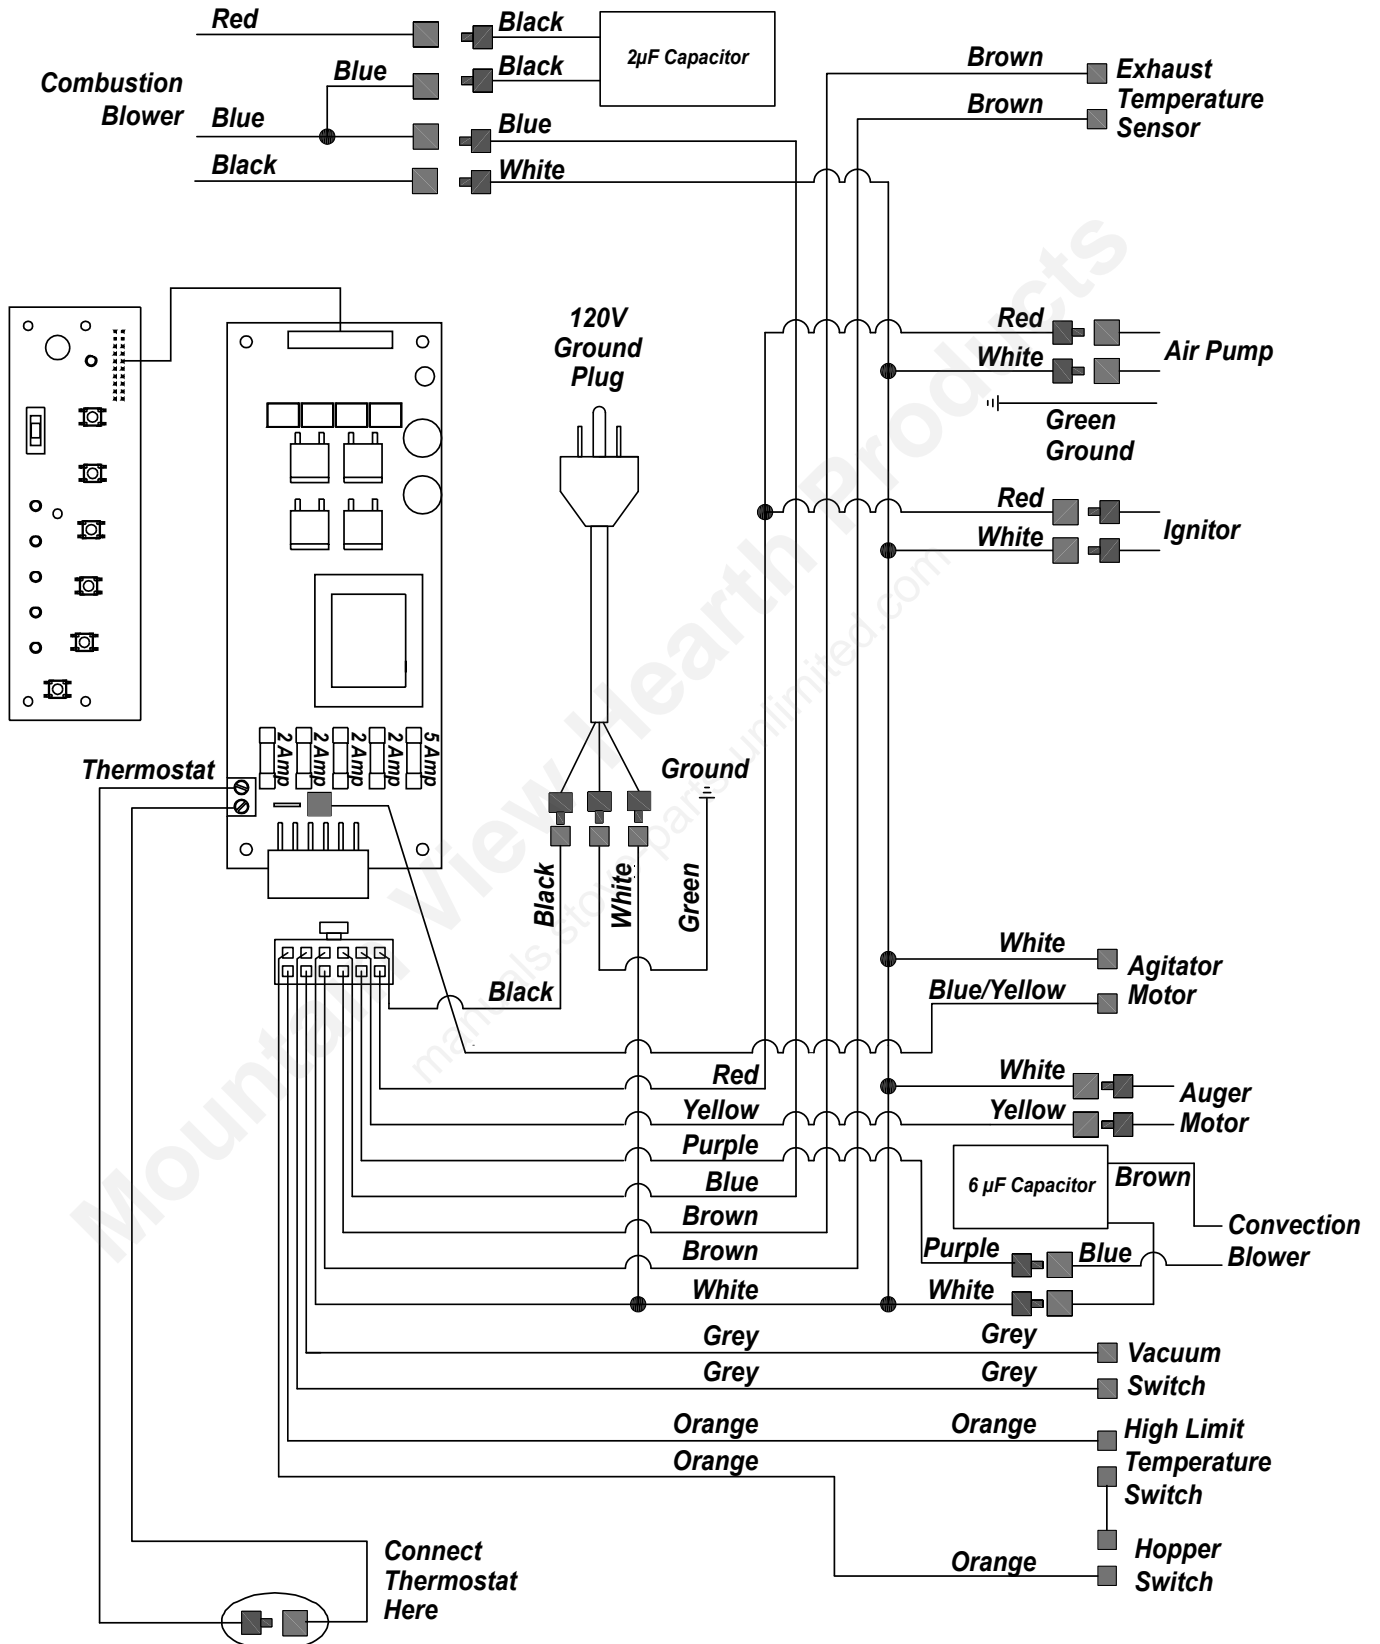 Red
Black
2µF Capacitor
Blue
Black
Combustion
Blower
Blue
Blue
Black
White
Brown
Exhaust
Temperature
Sensor
Brown
120V
Ground
Plug
Red
White
Air Pump
Green
Ground
Red
White
Ignitor
2 Amp
2 Amp
2 Amp
2 Amp
5 Amp
Thermostat
Ground
Black
White
Green
Black
White
Agitator
Motor
Blue/Yellow
Red
White
Auger
Motor
Yellow
Yellow
Purple
6 µF Capacitor
Brown
Blue
Brown
Convection
Blower
Purple
Blue
Brown
White
White
Grey
Grey
Vacuum
Switch
Grey
Grey
Orange
Orange
High Limit
Temperature
Switch
Orange
Hopper
Switch
Orange
Connect
Thermostat
Here
Mountain View Hearth Products
manuals.stove-parts-unlimited.com